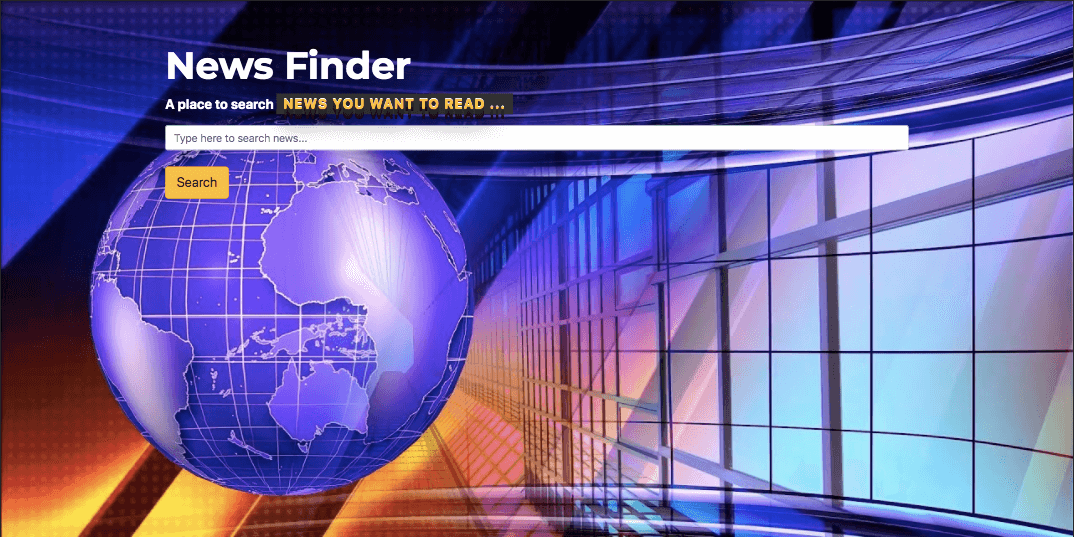 News Finder
A place to search NEWS YOU WANT TO READ ...
Type here to search news...
Search